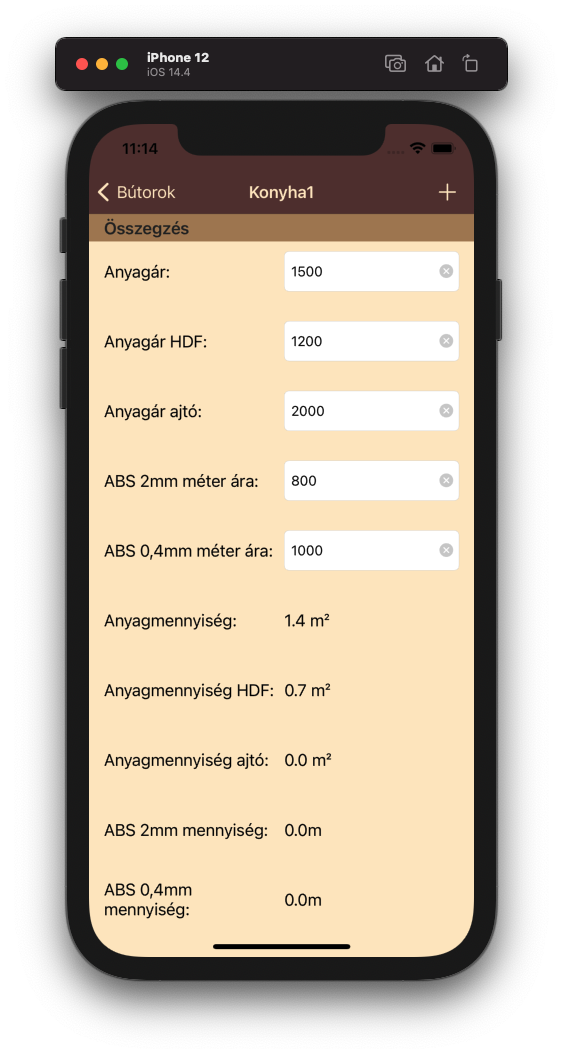 iPhone 12
iOS 14.4
11:14
Bútorok
Konyha1
Összegzés
Anyagár:
1500
Anyagár HDF:
1200
Anyagár ajtó:
2000
ABS 2mm méter ára:
800
ABS 0,4mm méter ára:
1000
Anyagmennyiség:
1.4 m²
Anyagmennyiség HDF:
0.7 m²
Anyagmennyiség ajtó:
0.0 m²
ABS 2mm mennyiség:
0.0m
ABS 0,4mm
mennyiség:
0.0m